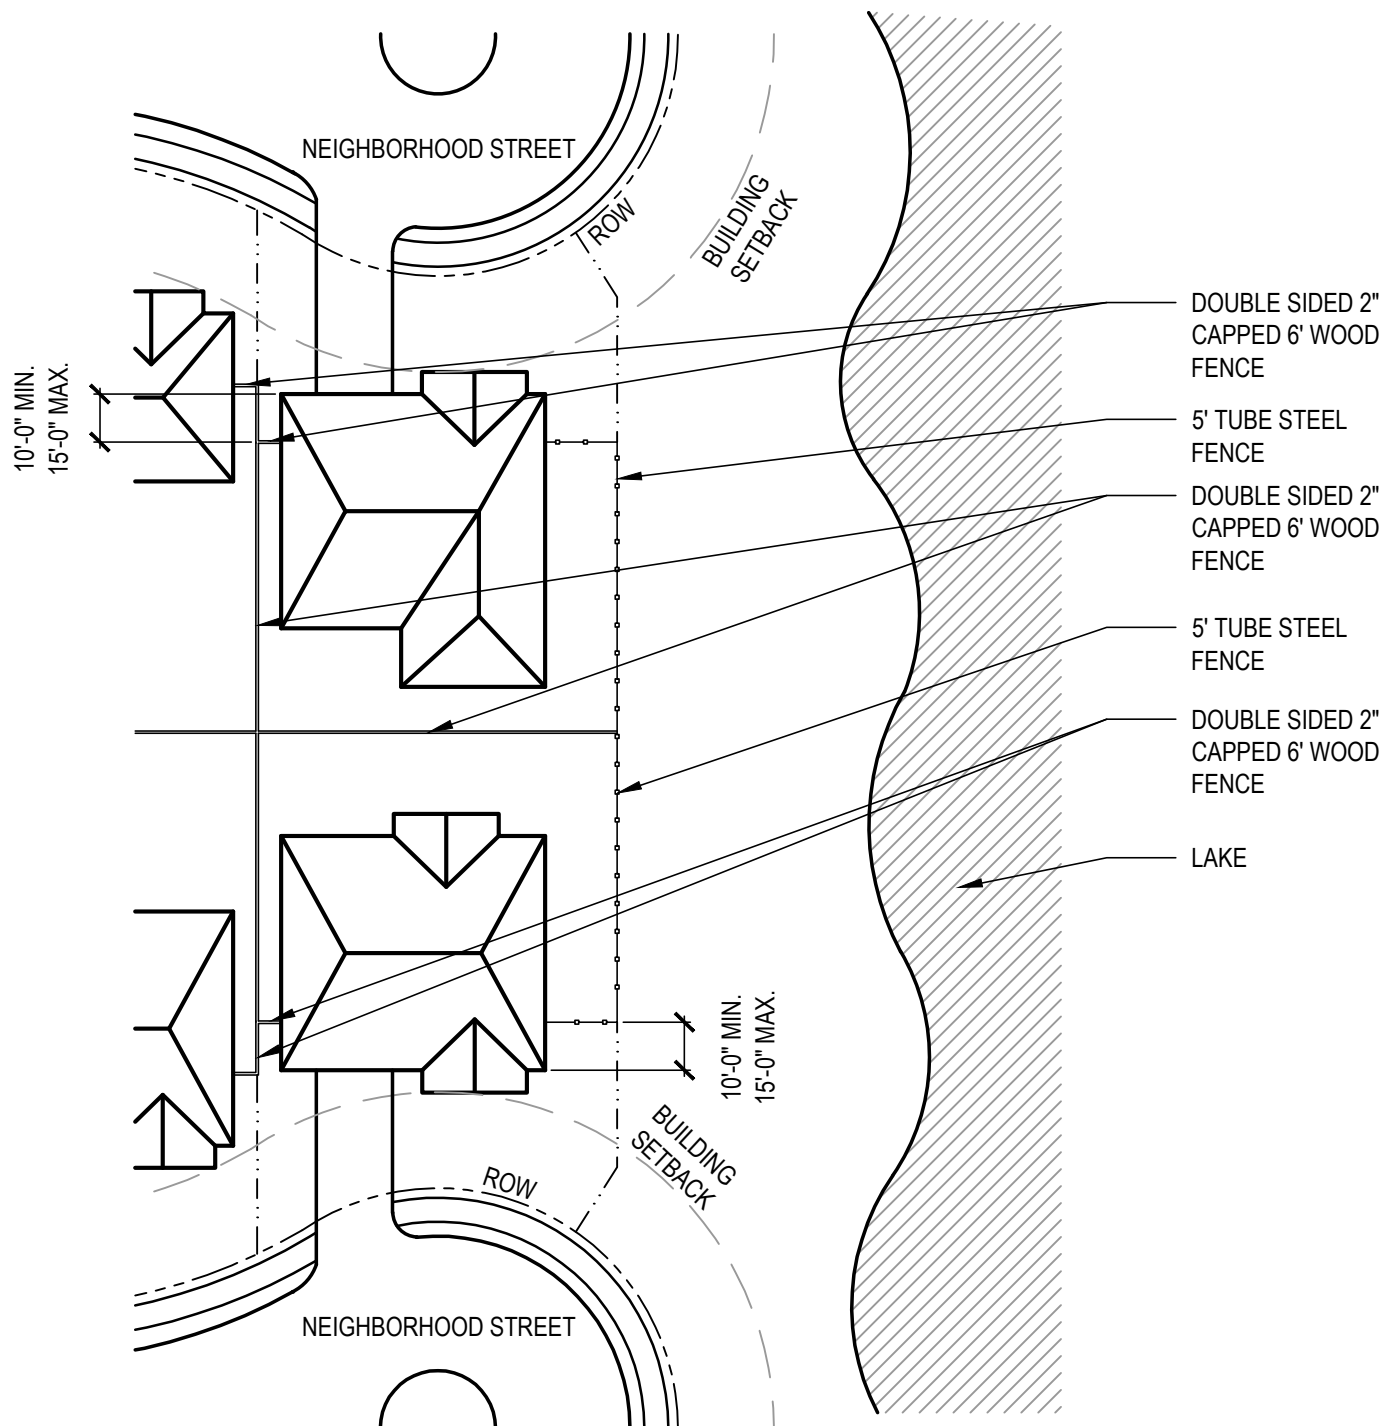 NEIGHBORHOOD STREET
ROW
BUILDING
SETBACK
10'-0" MIN.
15'-0" MAX.
DOUBLE SIDED 2"
CAPPED 6' WOOD
FENCE
5' TUBE STEEL
FENCE
DOUBLE SIDED 2"
CAPPED 6' WOOD
FENCE
5' TUBE STEEL
FENCE
DOUBLE SIDED 2"
CAPPED 6' WOOD
FENCE
LAKE
10'-0" MIN.
15'-0" MAX.
BUILDING
SETBACK
ROW
NEIGHBORHOOD STREET